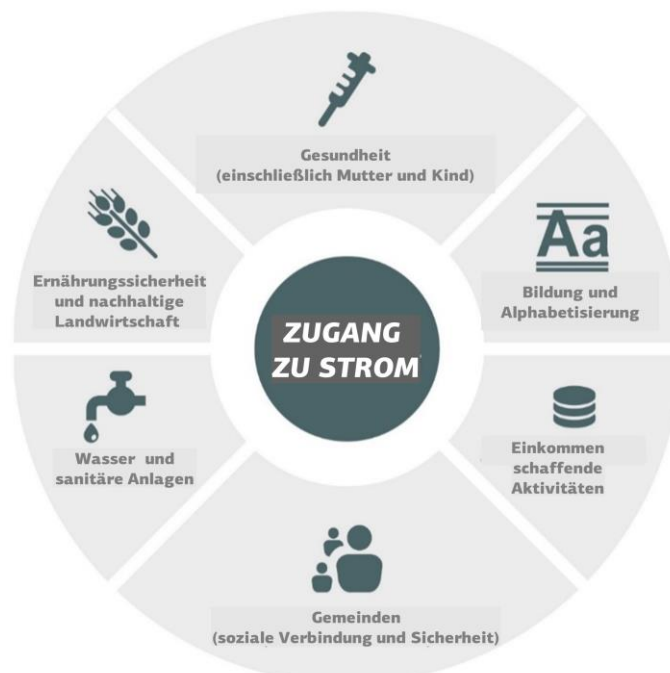 Gesundheit
(einschließlich Mutter und Kind)
Aa
Bildung und
Alphabetisierung
Einkommen
schaffende
Aktivitäten
Gemeinden
(soziale Verbindung und Sicherheit)
Wasser und
sanitäre Anlagen
Ernährungssicherheit
und nachhaltige
Landwirtschaft
ZUGANG
ZU STROM